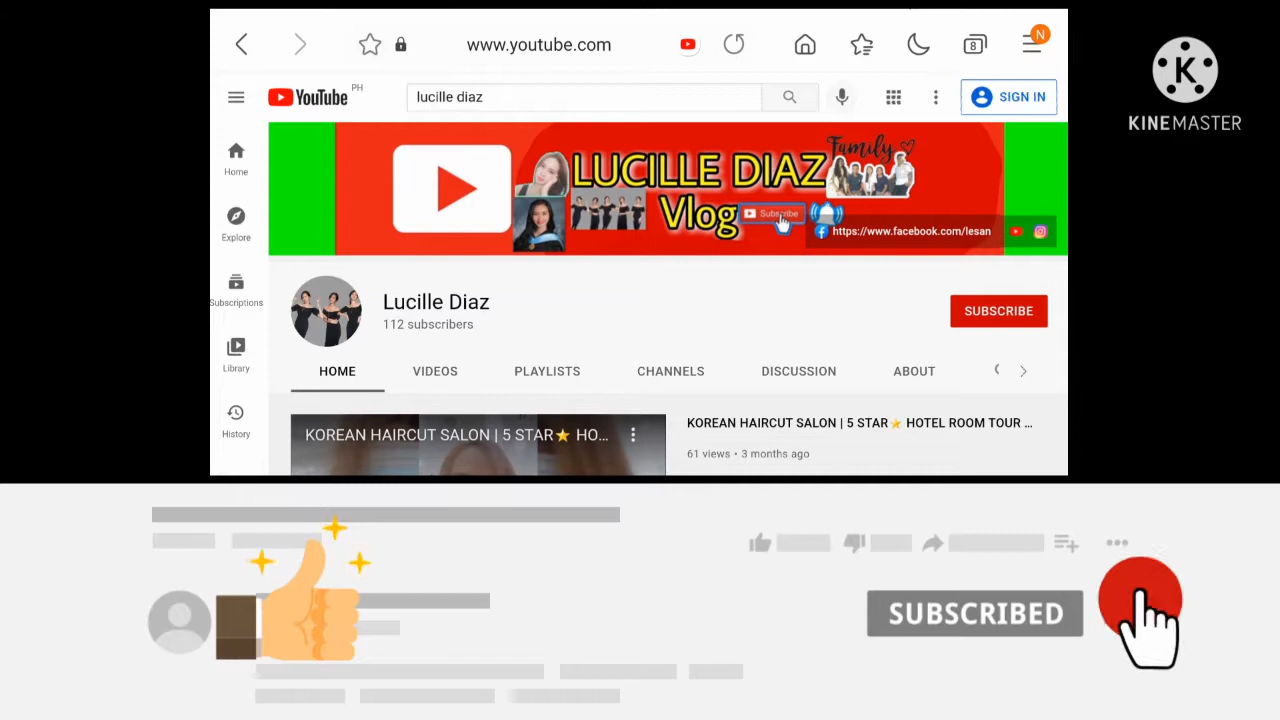 www.youtube.com
8
N
KINEMASTER
YouTube PH
lucille diaz
SIGN IN
Home
Explore
Subscriptions
Library
History
LUCILLE DIAZ
Family
Vlog
Subscribe
https://www.facebook.com/lesan
Lucille Diaz
112 subscribers
SUBSCRIBE
HOME VIDEOS PLAYLISTS CHANNELS DISCUSSION ABOUT
KOREAN HAIRCUT SALON | 5 STAR⭐ HO...
KOREAN HAIRCUT SALON | 5 STAR⭐ HOTEL ROOM TOUR ...
61 views • 3 months ago
SUBSCRIBED